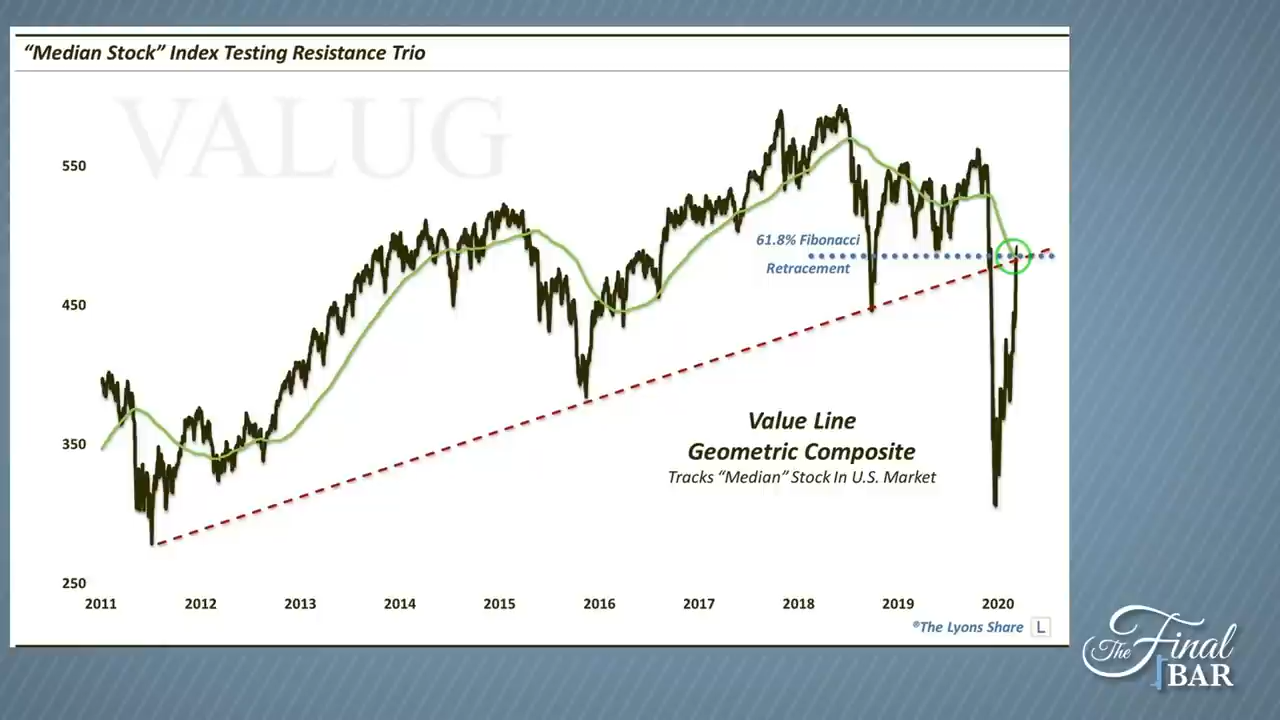 “Median Stock” Index Testing Resistance Trio
VALUG
550
61.8% Fibonacci
Retracement
450
Value Line
Geometric Composite
Tracks “Median” Stock In U.S. Market
350
250
2011 2012 2013 2014 2015 2016 2017 2018 2019 2020
®The Lyons Share L
The Final
BAR